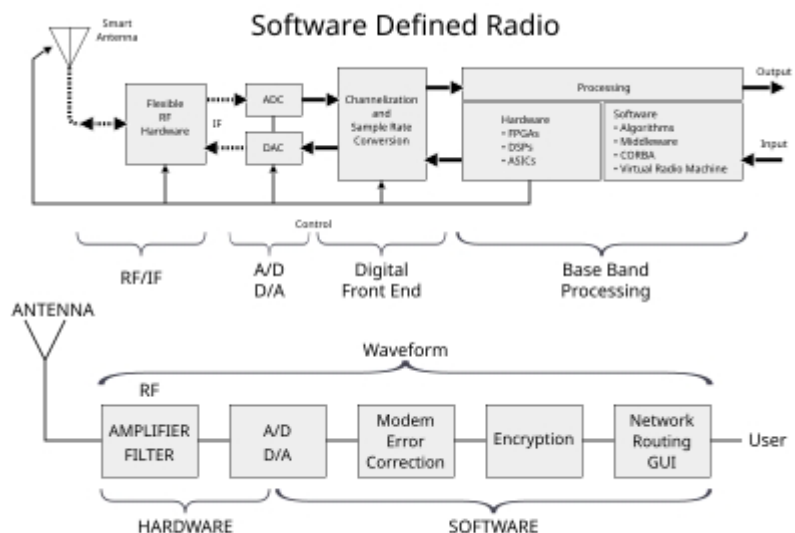 Software Defined Radio
Smart
Antenna
Flexible
RF
Hardware
IF
ADC
DAC
Channelization
and
Sample Rate
Conversion
Processing
Hardware
- FPGAs
- DSPs
- ASICs
Software
- Algorithms
- Middleware
- CORBA
- Virtual Radio Machine
Output
Input
Control
RF/IF
A/D
D/A
Digital
Front End
Base Band
Processing
ANTENNA
Waveform
RF
AMPLIFIER
FILTER
A/D
D/A
Modem
Error
Correction
Encryption
Network
Routing
GUI
User
HARDWARE
SOFTWARE